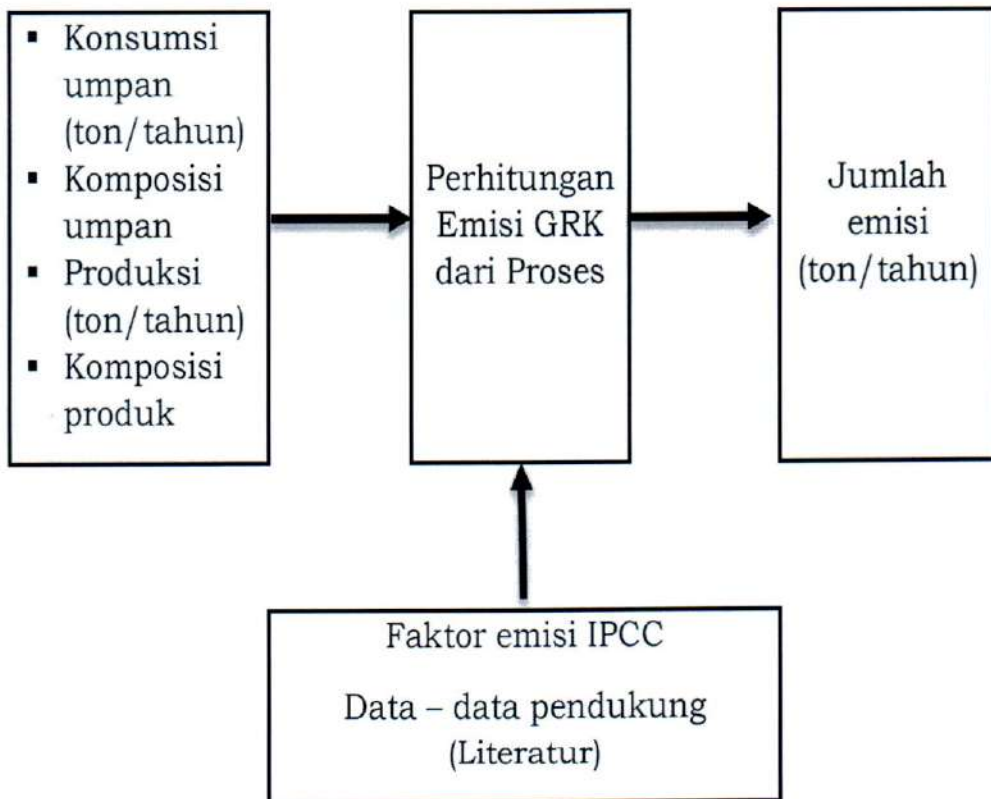 ▪ Konsumsi
umpan
(ton/tahun)
▪ Komposisi
umpan
▪ Produksi
(ton/tahun)
▪ Komposisi
produk
Perhitungan
Emisi GRK
dari Proses
Jumlah
emisi
(ton/tahun)
Faktor emisi IPCC
Data – data pendukung
(Literatur)